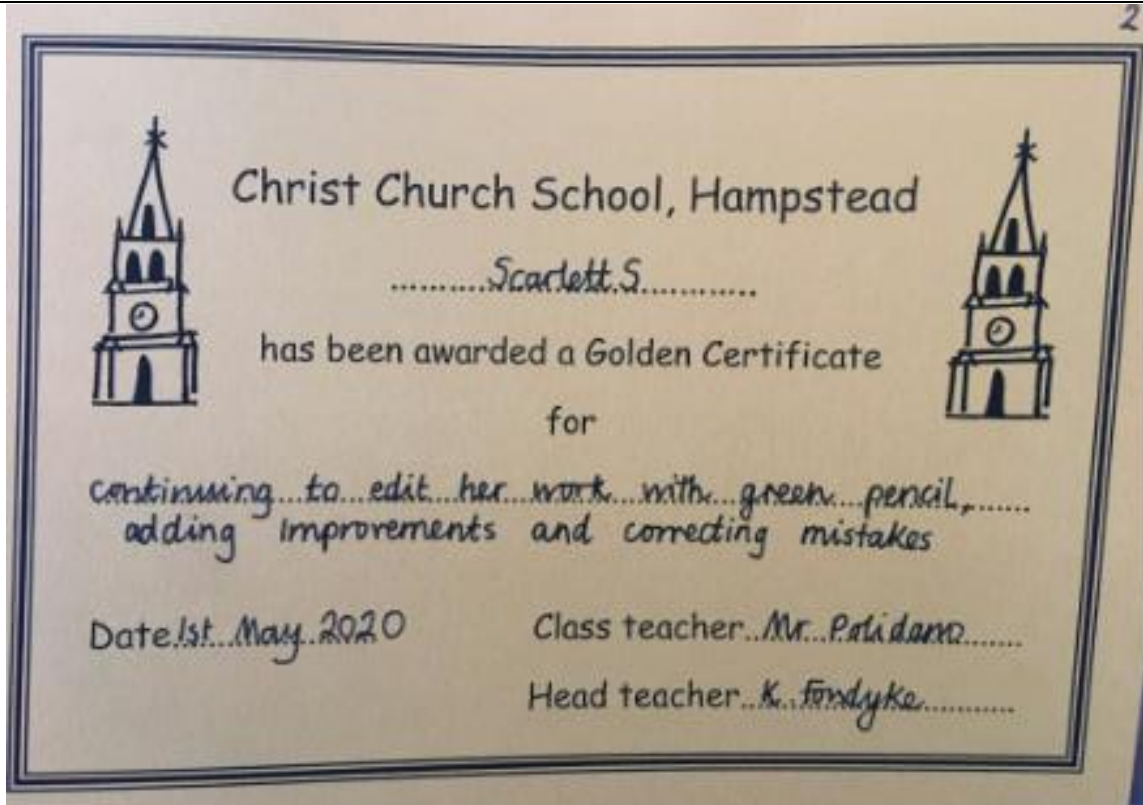 2
Christ Church School, Hampstead
Scarlett S
has been awarded a Golden Certificate
for
continuing to edit her work with green pencil,
adding improvements and correcting mistakes
Date 1st May 2020
Class teacher Mr Polidano
Head teacher K Fondyke